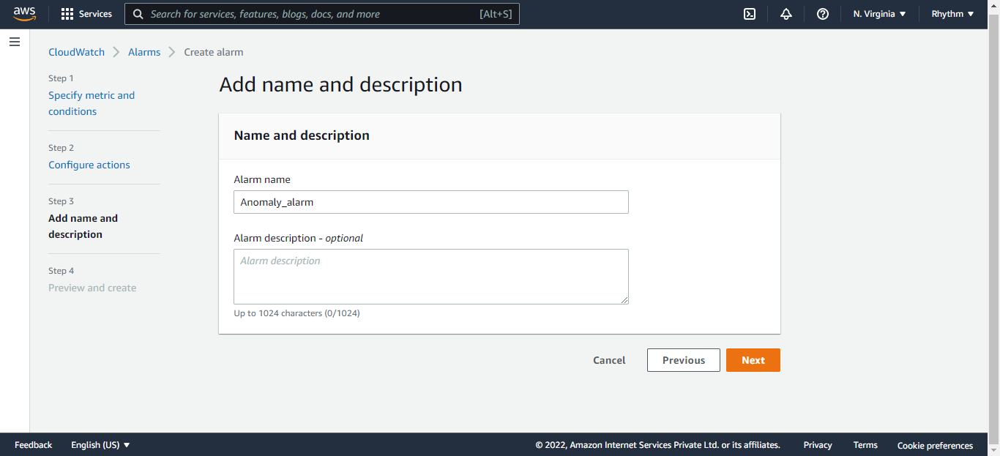 aws
Services
Search for services, features, blogs, docs, and more [Alt+S]
N. Virginia
Rhythm
CloudWatch Alarms Create alarm
Step 1
Specify metric and
conditions
Step 2
Configure actions
Step 3
Add name and
description
Step 4
Preview and create
Add name and description
Name and description
Alarm name
Anomaly_alarm
Alarm description - optional
Alarm description
Up to 1024 characters (0/1024)
Cancel Previous Next
Feedback English (US) © 2022, Amazon Internet Services Private Ltd. or its affiliates. Privacy Terms Cookie preferences